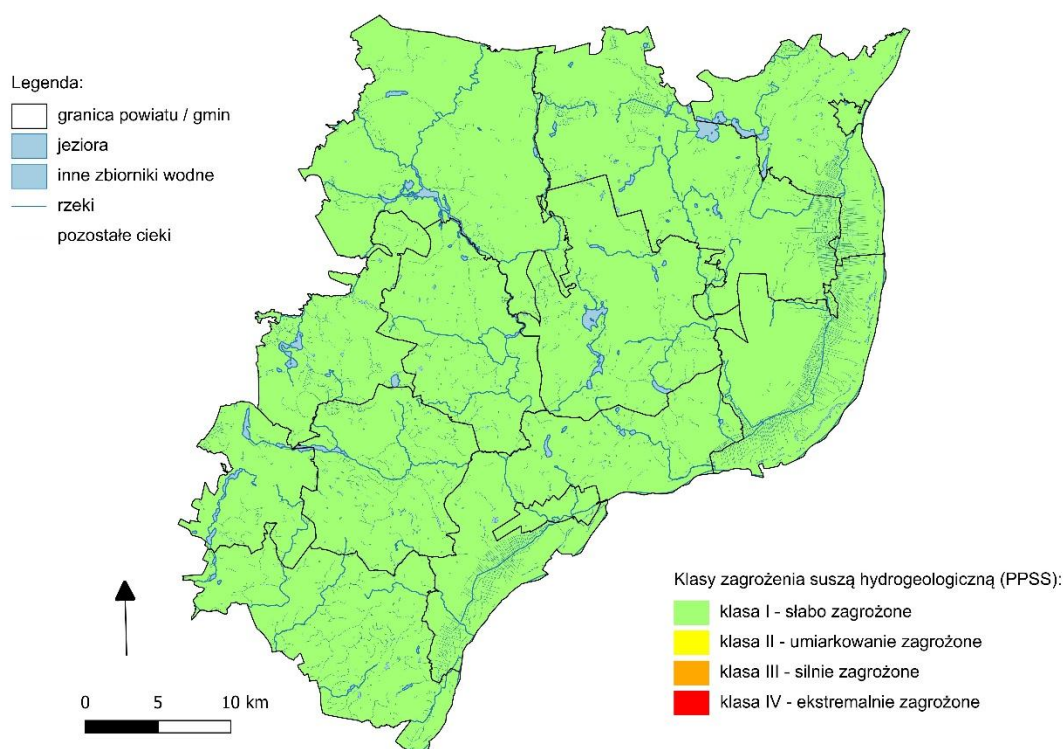 Legenda:
granica powiatu / gmin
jeziora
inne zbiorniki wodne
rzeki
pozostałe cieki
0 5 10 km
Klasy zagrożenia suszą hydrogeologiczną (PPSS):
klasa I - słabo zagrożone
klasa II - umiarkowanie zagrożone
klasa III - silnie zagrożone
klasa IV - ekstremalnie zagrożone